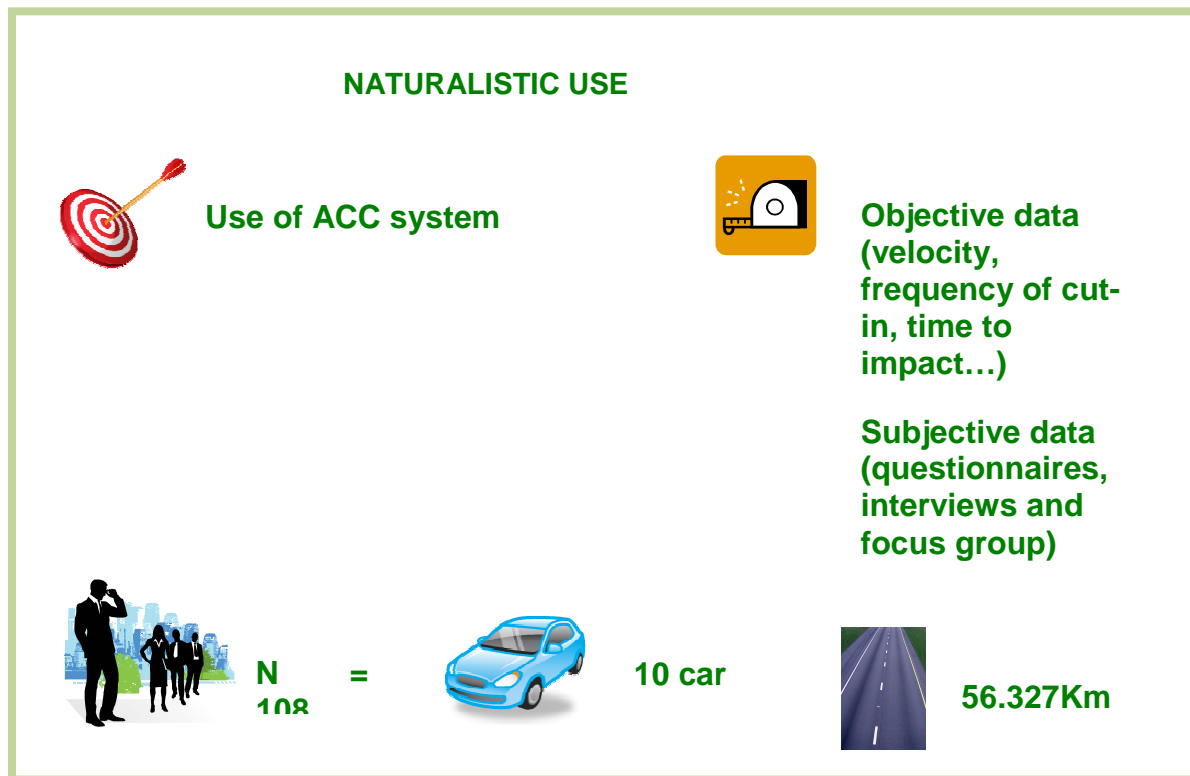 NATURALISTIC USE
Use of ACC system
Objective data
(velocity,
frequency of cut-
in, time to
impact…)
Subjective data
(questionnaires,
interviews and
focus group)
N =
108
10 car
56.327Km